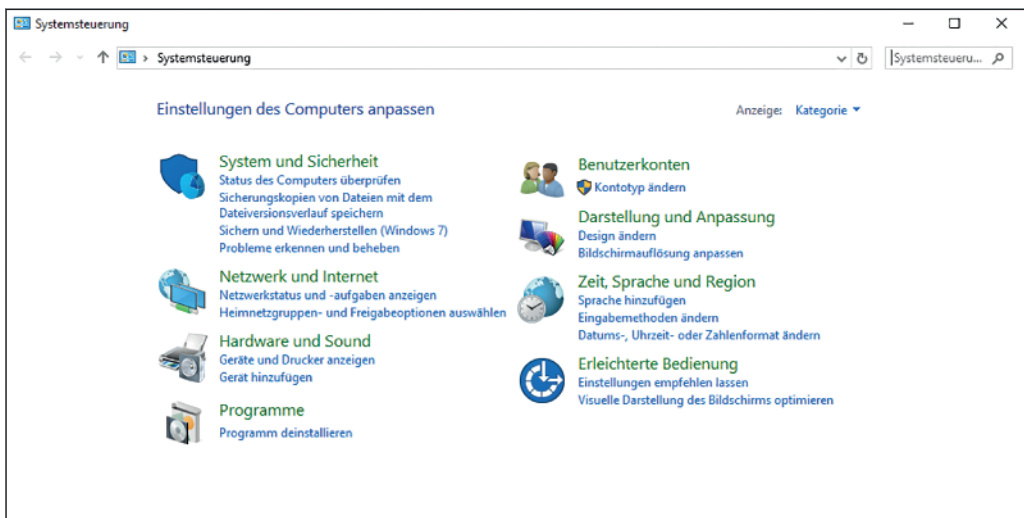 Systemsteuerung
Systemsteuerung
Systemsteueru...
Einstellungen des Computers anpassen
Anzeige: Kategorie
System und Sicherheit
Status des Computers überprüfen
Sicherungskopien von Dateien mit dem
Dateiversionsverlauf speichern
Sichern und Wiederherstellen (Windows 7)
Probleme erkennen und beheben
Netzwerk und Internet
Netzwerkstatus und -aufgaben anzeigen
Heimnetzgruppen- und Freigabeoptionen auswählen
Hardware und Sound
Geräte und Drucker anzeigen
Gerät hinzufügen
Programme
Programm deinstallieren
Benutzerkonten
Kontotyp ändern
Darstellung und Anpassung
Design ändern
Bildschirmauflösung anpassen
Zeit, Sprache und Region
Sprache hinzufügen
Eingabemethoden ändern
Datums-, Uhrzeit- oder Zahlenformat ändern
Erleichterte Bedienung
Einstellungen empfehlen lassen
Visuelle Darstellung des Bildschirms optimieren